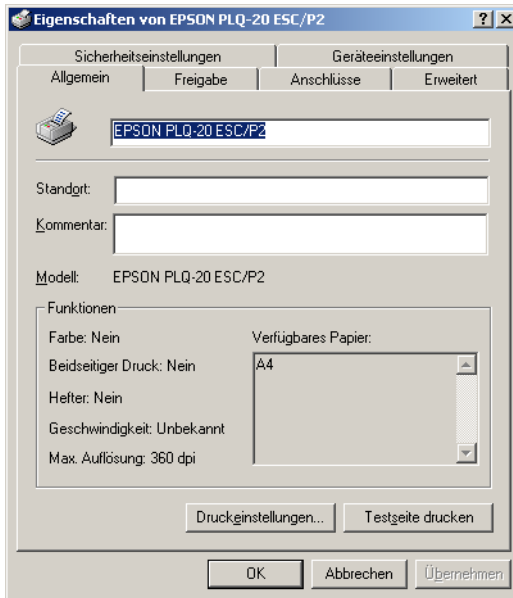 Eigenschaften von EPSON PLQ-20 ESC/P2
Sicherheitseinstellungen Geräteeinstellungen
Allgemein Freigabe Anschlüsse Erweitert
EPSON PLQ-20 ESC/P2
Standort:
Kommentar:
Modell: EPSON PLQ-20 ESC/P2
Funktionen
Farbe: Nein Verfügbares Papier:
Beidseitiger Druck: Nein A4
Hefter: Nein
Geschwindigkeit: Unbekannt
Max. Auflösung: 360 dpi
Druckeinstellungen... Testseite drucken
OK Abbrechen Übernehmen